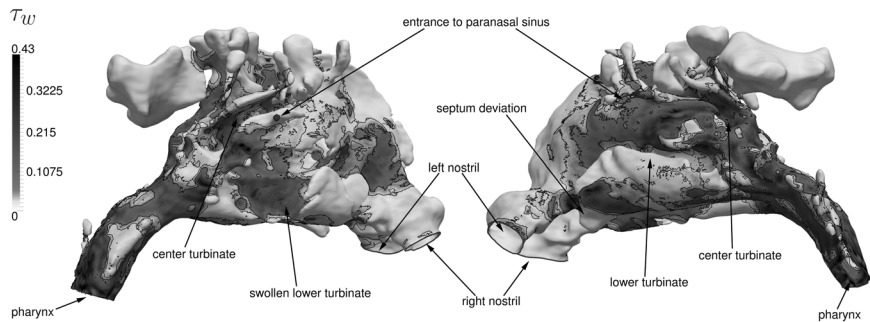 τw
0.43
0.3225
0.215
0.1075
0
entrance to paranasal sinus
septum deviation
left nostril
center turbinate
swollen lower turbinate
right nostril
pharynx
lower turbinate
center turbinate
pharynx